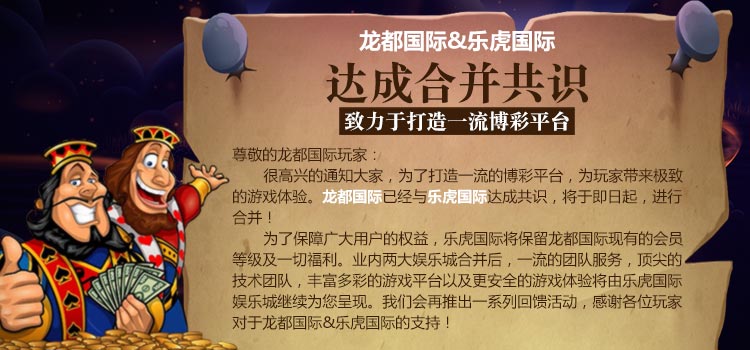 龙都国际&乐虎国际
达成合并共识
致力于打造一流博彩平台
尊敬的龙都国际玩家：
很高兴的通知大家，为了打造一流的博彩平台，为玩家带来极致
的游戏体验。龙都国际已经与乐虎国际达成共识，将于即日起，进行
合并！
为了保障广大用户的权益，乐虎国际将保留龙都国际现有的会员
等级及一切福利。业内两大娱乐城合并后，一流的团队服务，顶尖的
技术团队，丰富多彩的游戏平台以及更安全的游戏体验将由乐虎国际
娱乐城继续为您呈现。我们会再推出一系列回馈活动，感谢各位玩家
对于龙都国际&乐虎国际的支持！